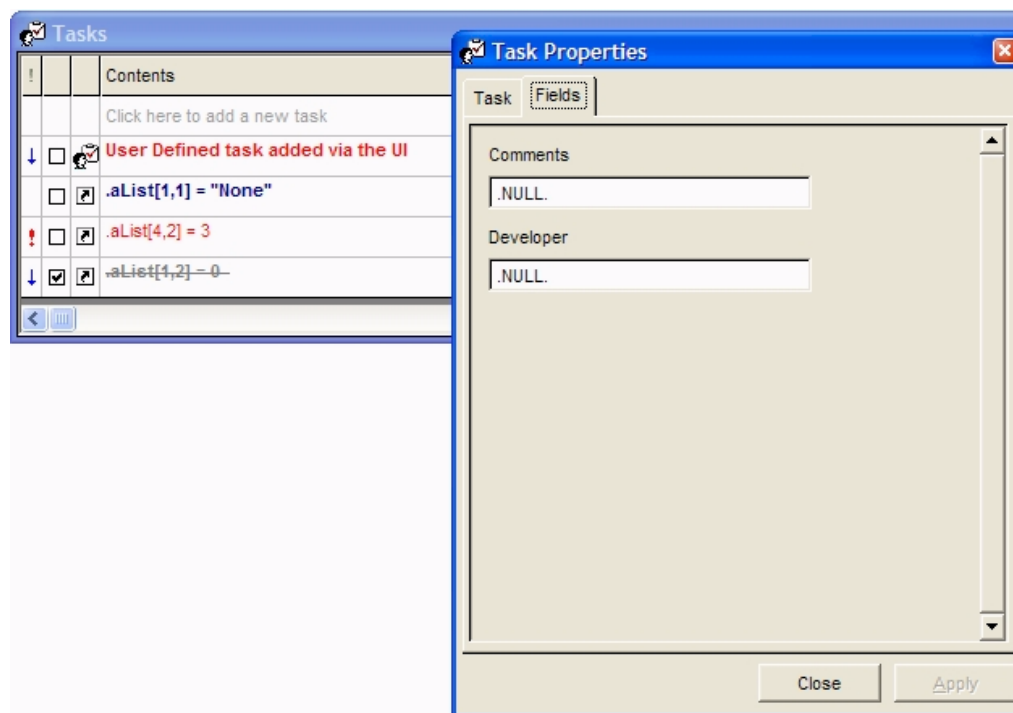 Tasks
!
Contents
Click here to add a new task
User Defined task added via the UI
.aList[1,1] = "None"
.aList[4,2] = 3
.aList[1,2] = 0
Task Properties
Task
Fields
Comments
.NULL.
Developer
.NULL.
Close
Apply